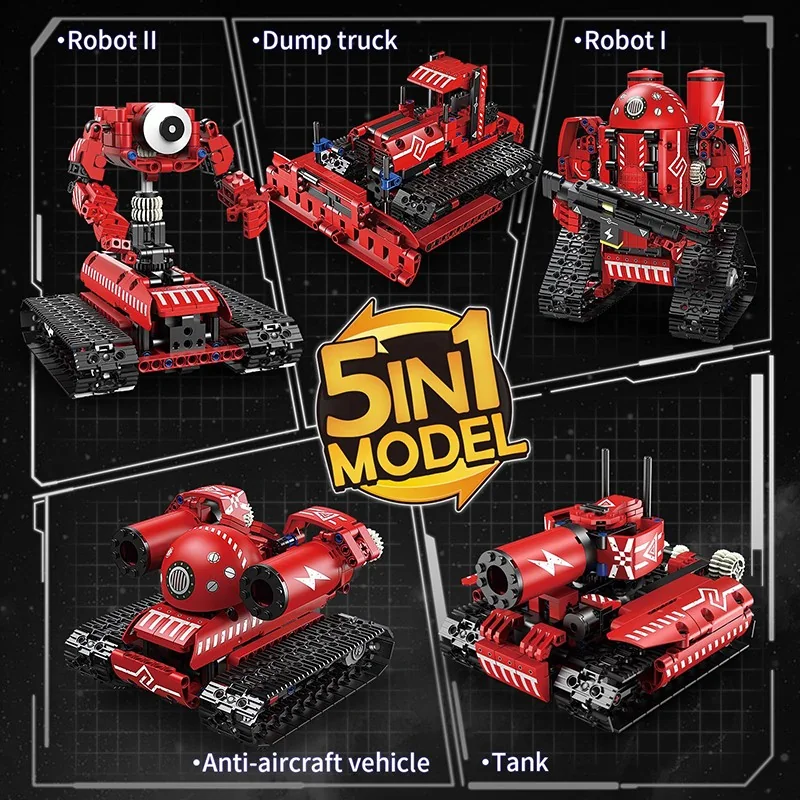 •Robot II
•Dump truck
•Robot I
5IN1
MODEL
•Anti-aircraft vehicle
•Tank